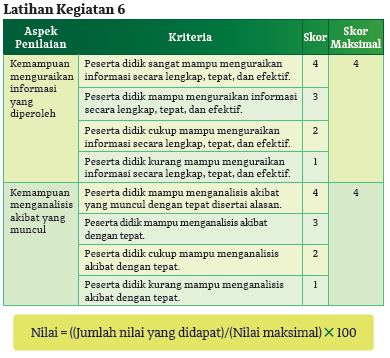 Latihan Kegiatan 6
Aspek Penilaian
Kriteria
Skor
Skor Maksimal
Kemampuan menguraikan informasi yang diperoleh
Peserta didik sangat mampu menguraikan
informasi secara lengkap, tepat, dan efektif.
4
4
Peserta didik mampu menguraikan informasi
secara lengkap, tepat, dan efektif.
3
Peserta didik cukup mampu menguraikan
informasi secara lengkap, tepat, dan efektif.
2
Peserta didik kurang mampu menguraikan
informasi secara lengkap, tepat, dan efektif.
1
Kemampuan menganalisis akibat yang muncul
Peserta didik mampu menganalisis akibat
yang muncul dengan tepat disertai alasan.
4
4
Peserta didik mampu menganalisis akibat
dengan tepat.
3
Peserta didik cukup mampu menganalisis
akibat dengan tepat.
2
Peserta didik kurang mampu menganalisis
akibat dengan tepat.
1
Nilai = ((Jumlah nilai yang didapat)/(Nilai maksimal) × 100